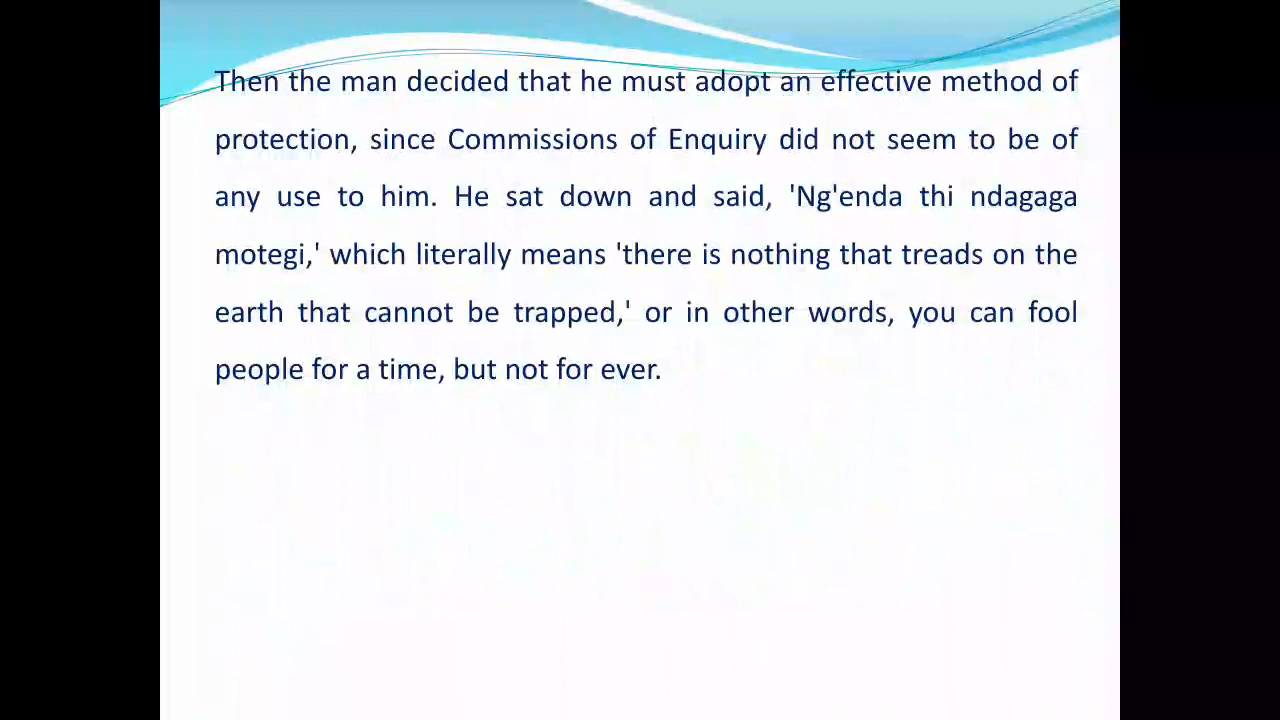 Then the man decided that he must adopt an effective method of
protection, since Commissions of Enquiry did not seem to be of
any use to him. He sat down and said, 'Ng'enda thi ndagaga
motegi,' which literally means 'there is nothing that treads on the
earth that cannot be trapped,' or in other words, you can fool
people for a time, but not for ever.